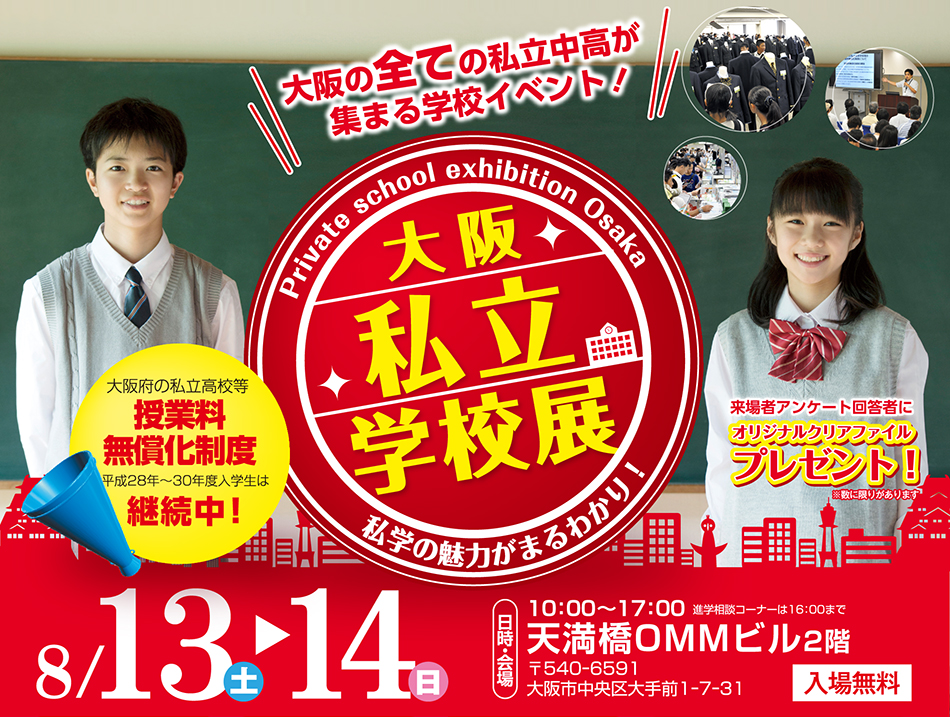 大阪の全ての私立中高が
集まる学校イベント！
Private school exhibition Osaka
大阪
私立
学校展
私学の魅力がまるわかり！
大阪府の私立高校等
授業料
無償化制度
平成28年～30年度入学生は
継続中！
来場者アンケート回答者に
オリジナルクリアファイル
プレゼント！
※数に限りがあります
8/13土▶14日
日時・会場
10:00～17:00 進学相談コーナーは16:00まで
天満橋OMMビル2階
〒540-6591
大阪市中央区大手前1-7-31
入場無料